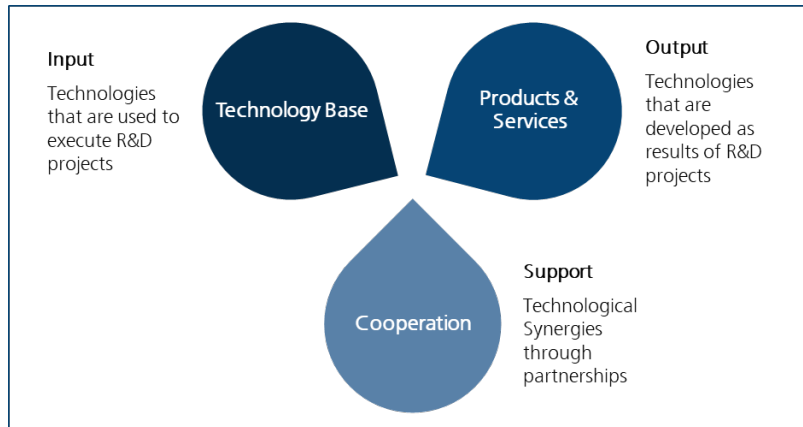 Input
Technologies
that are used to
execute R&D
projects
Technology Base
Products &
Services
Output
Technologies
that are
developed as
results of R&D
projects
Cooperation
Support
Technological
Synergies
through
partnerships